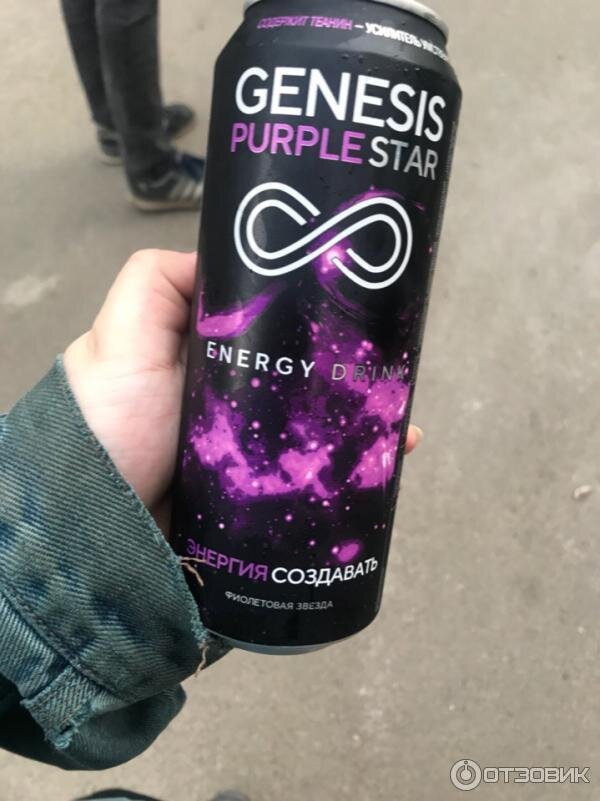 СОДЕРЖИТ ТЕАНИН — УСИЛИТЕЛЬ
GENESIS
PURPLE STAR
ENERGY DRINK
ЭНЕРГИЯ СОЗДАВАТЬ
ФИОЛЕТОВАЯ ЗВЕЗДА
ОТЗОВИК